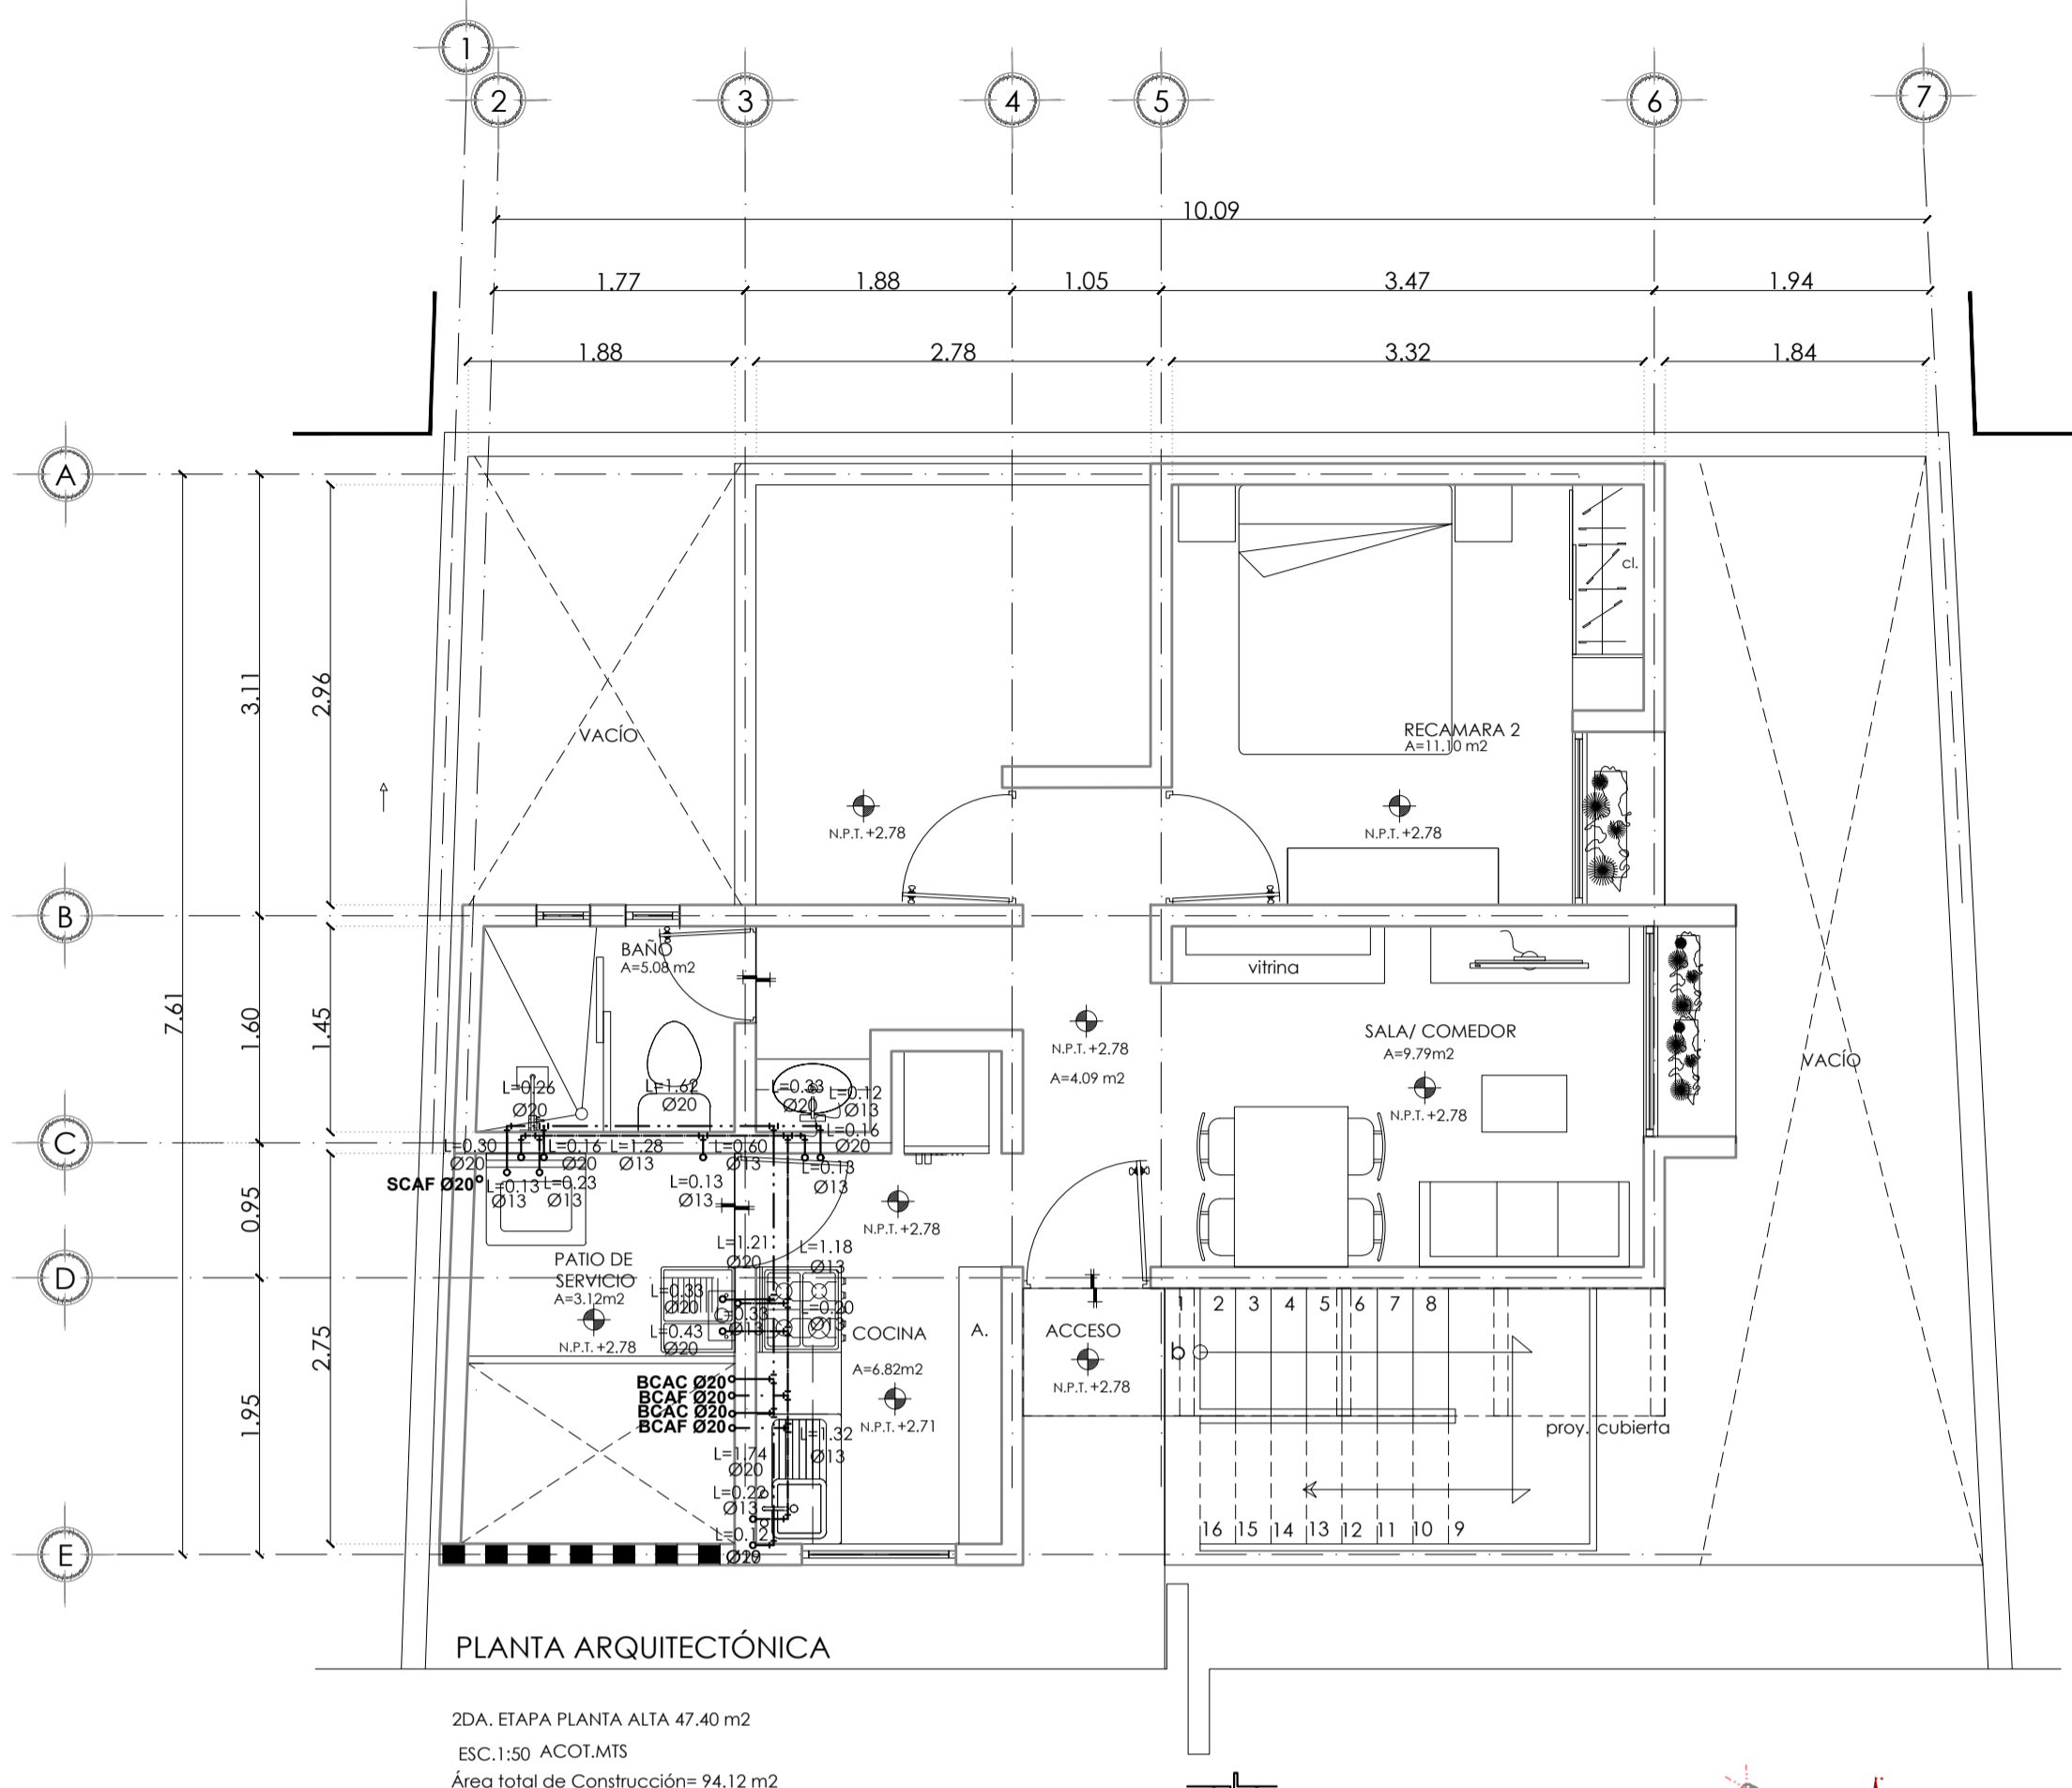 1
2
3
4
5
6
7
10.09
1.77
1.88
1.05
3.47
1.94
1.88
2.78
3.32
1.84
A
B
C
D
E
7.61
3.11
1.60
0.95
1.95
2.96
1.45
2.75
VACÍO
N.P.T. +2.78
RECAMARA 2
A=11.10 m2
cl.
N.P.T. +2.78
BAÑO
A=5.08 m2
vitrina
N.P.T. +2.78
A=4.09 m2
SALA/ COMEDOR
A=9.79m2
N.P.T. +2.78
VACÍO
L=0.26
Ø20
L=1.62
Ø20
L=0.33
Ø20
L=0.12
Ø13
L=0.16
Ø20
L=0.30
Ø20
L=0.16
Ø20
L=1.28
Ø13
L=0.60
Ø13
L=0.13
Ø13
SCAF Ø20
L=0.13
Ø13
L=0.23
Ø13
L=0.13
Ø13
N.P.T. +2.78
PATIO DE
SERVICIO
A=3.12m2
N.P.T. +2.78
L=1.21
Ø20
L=1.18
Ø13
L=0.33
Ø20
L=0.33
Ø13
L=0.20
Ø13
L=0.43
Ø20
COCINA
A=6.82m2
N.P.T. +2.71
A.
ACCESO
N.P.T. +2.78
BCAC Ø20
BCAF Ø20
BCAC Ø20
BCAF Ø20
L=1.32
Ø13
L=1.74
Ø20
L=0.22
Ø13
L=0.12
1 2 3 4 5 6 7 8
b
proy. cubierta
16 15 14 13 12 11 10 9
PLANTA ARQUITECTÓNICA
2DA. ETAPA PLANTA ALTA 47.40 m2
ESC.1:50 ACOT.MTS
Área total de Construcción= 94.12 m2